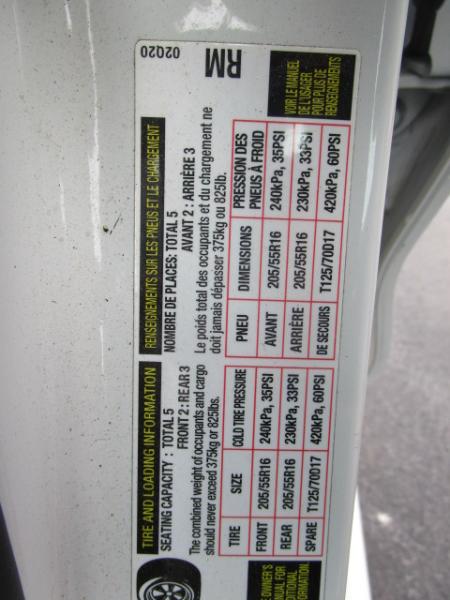 TIRE AND LOADING INFORMATION
SEATING CAPACITY : TOTAL 5
FRONT 2 : REAR 3
The combined weight of occupants and cargo
should never exceed 375kg or 825lbs.
TIRE SIZE COLD TIRE PRESSURE
FRONT 205/55R16 240kPa, 35PSI
REAR 205/55R16 230kPa, 33PSI
SPARE T125/70D17 420kPa, 60PSI
OWNER'S
MANUAL FOR
INFORMATION
RENSEIGNEMENTS SUR LES PNEUS ET LE CHARGEMENT
NOMBRE DE PLACES: TOTAL 5
AVANT 2 : ARRIÈRE 3
Le poids total des occupants et du chargement ne
doit jamais dépasser 375kg ou 825lb.
PNEU DIMENSIONS PRESSION DES PNEUS À FROID
AVANT 205/55R16 240kPa, 35PSI
ARRIÈRE 205/55R16 230kPa, 33PSI
DE SECOURS T125/70D17 420kPa, 60PSI
VOIR LE MANUEL
DE L'USAGER
POUR PLUS DE
RENSEIGNEMENTS
02Q20
RM